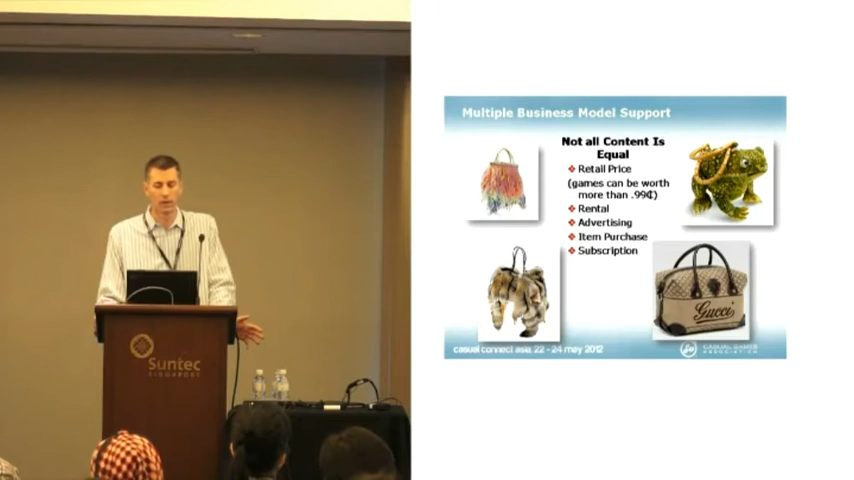 Suntec
SINGAPORE
Multiple Business Model Support
Not all Content Is
Equal
Retail Price
(games can be worth
more than .99₵)
Rental
Advertising
Item Purchase
Subscription
Gucci
casual connect asia 22 - 24 may 2012
CASUAL GAMES
ASSOCIATION